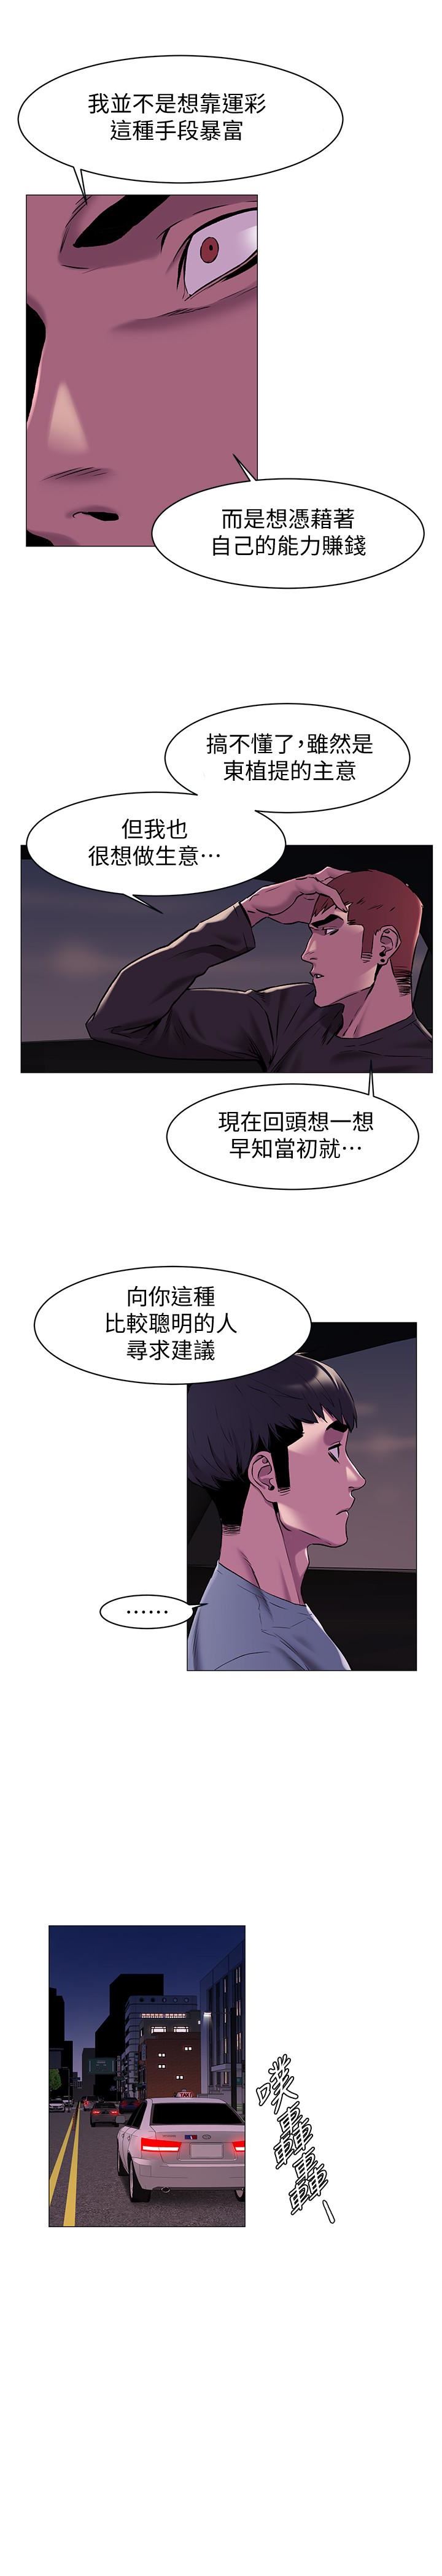 我並不是想靠運彩
這種手段暴富
而是想憑藉著
自己的能力賺錢
搞不懂了，雖然是
東植提的主意
但我也
很想做生意…
現在回頭想一想
早知當初就…
向你這種
比較聰明的人
尋求建議
……
TAXI
噗轟轟轟—